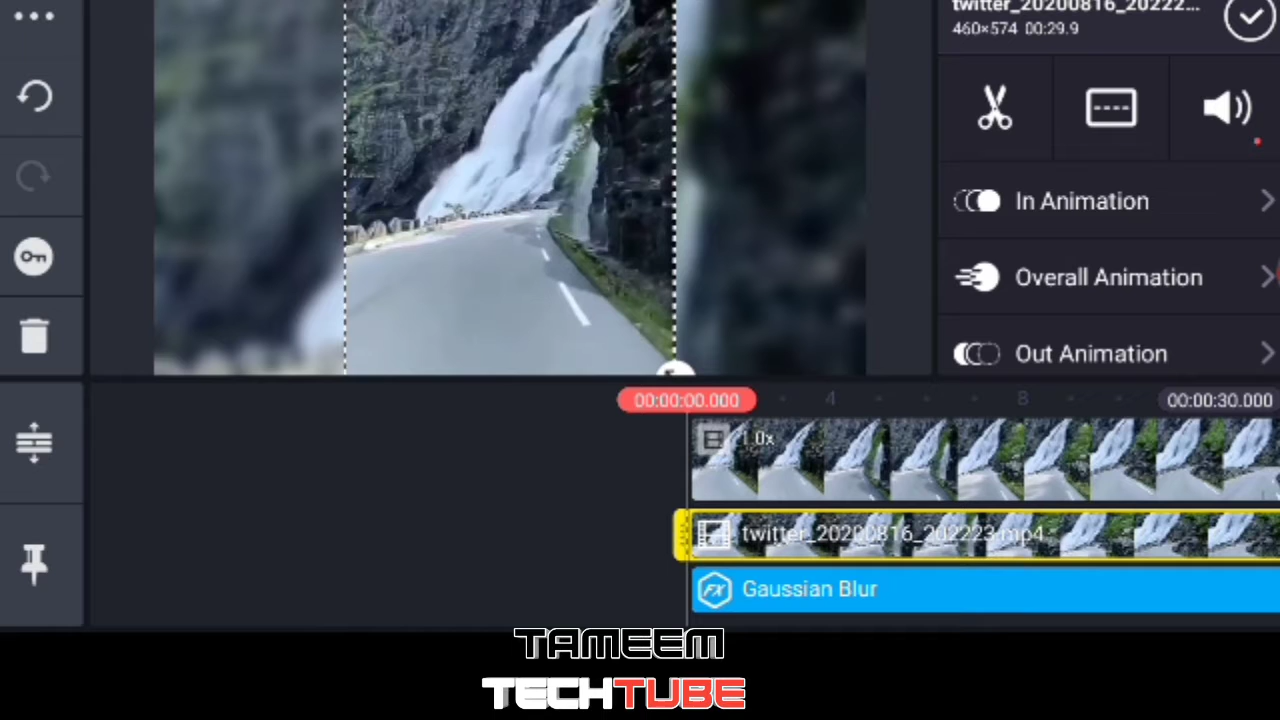 twitter_20200816_20222...
460×574 00:29.9
In Animation
Overall Animation
Out Animation
00:00:00.000
4
8
00:00:30.000
1.0x
twitter_20200816_202223.mp4
FX
Gaussian Blur
TAMEEM
TECHTUBE